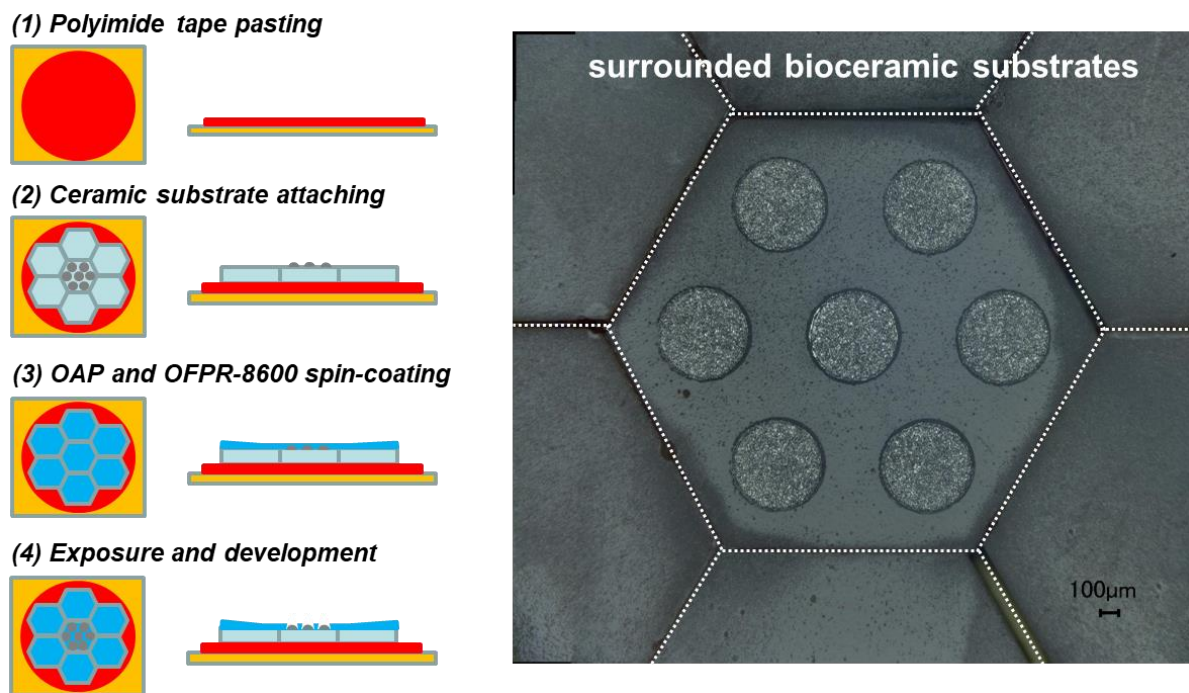 (1) Polyimide tape pasting
(2) Ceramic substrate attaching
(3) OAP and OFPR-8600 spin-coating
(4) Exposure and development
surrounded bioceramic substrates
100μm